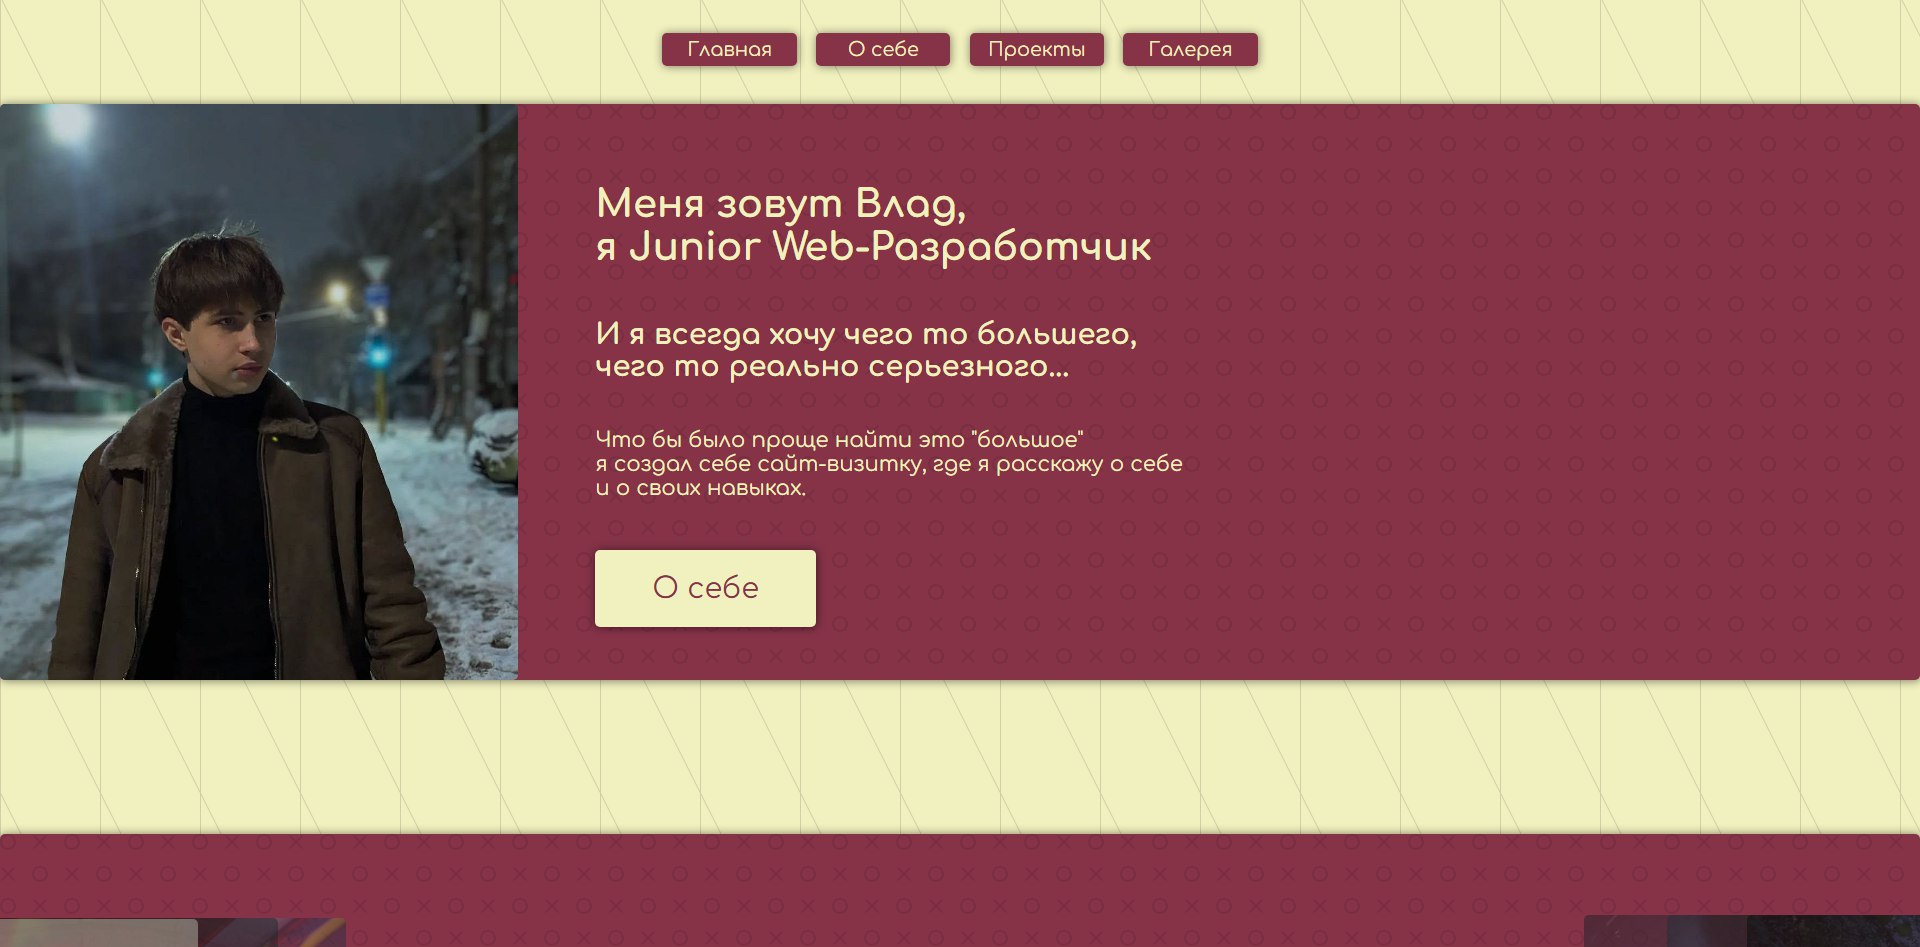 Главная
О себе
Проекты
Галерея
Меня зовут Влад,
я Junior Web-Разработчик
И я всегда хочу чего то большего,
чего то реально серьезного...
Что бы было проще найти это "большое"
я создал себе сайт-визитку, где я расскажу о себе
и о своих навыках.
О себе